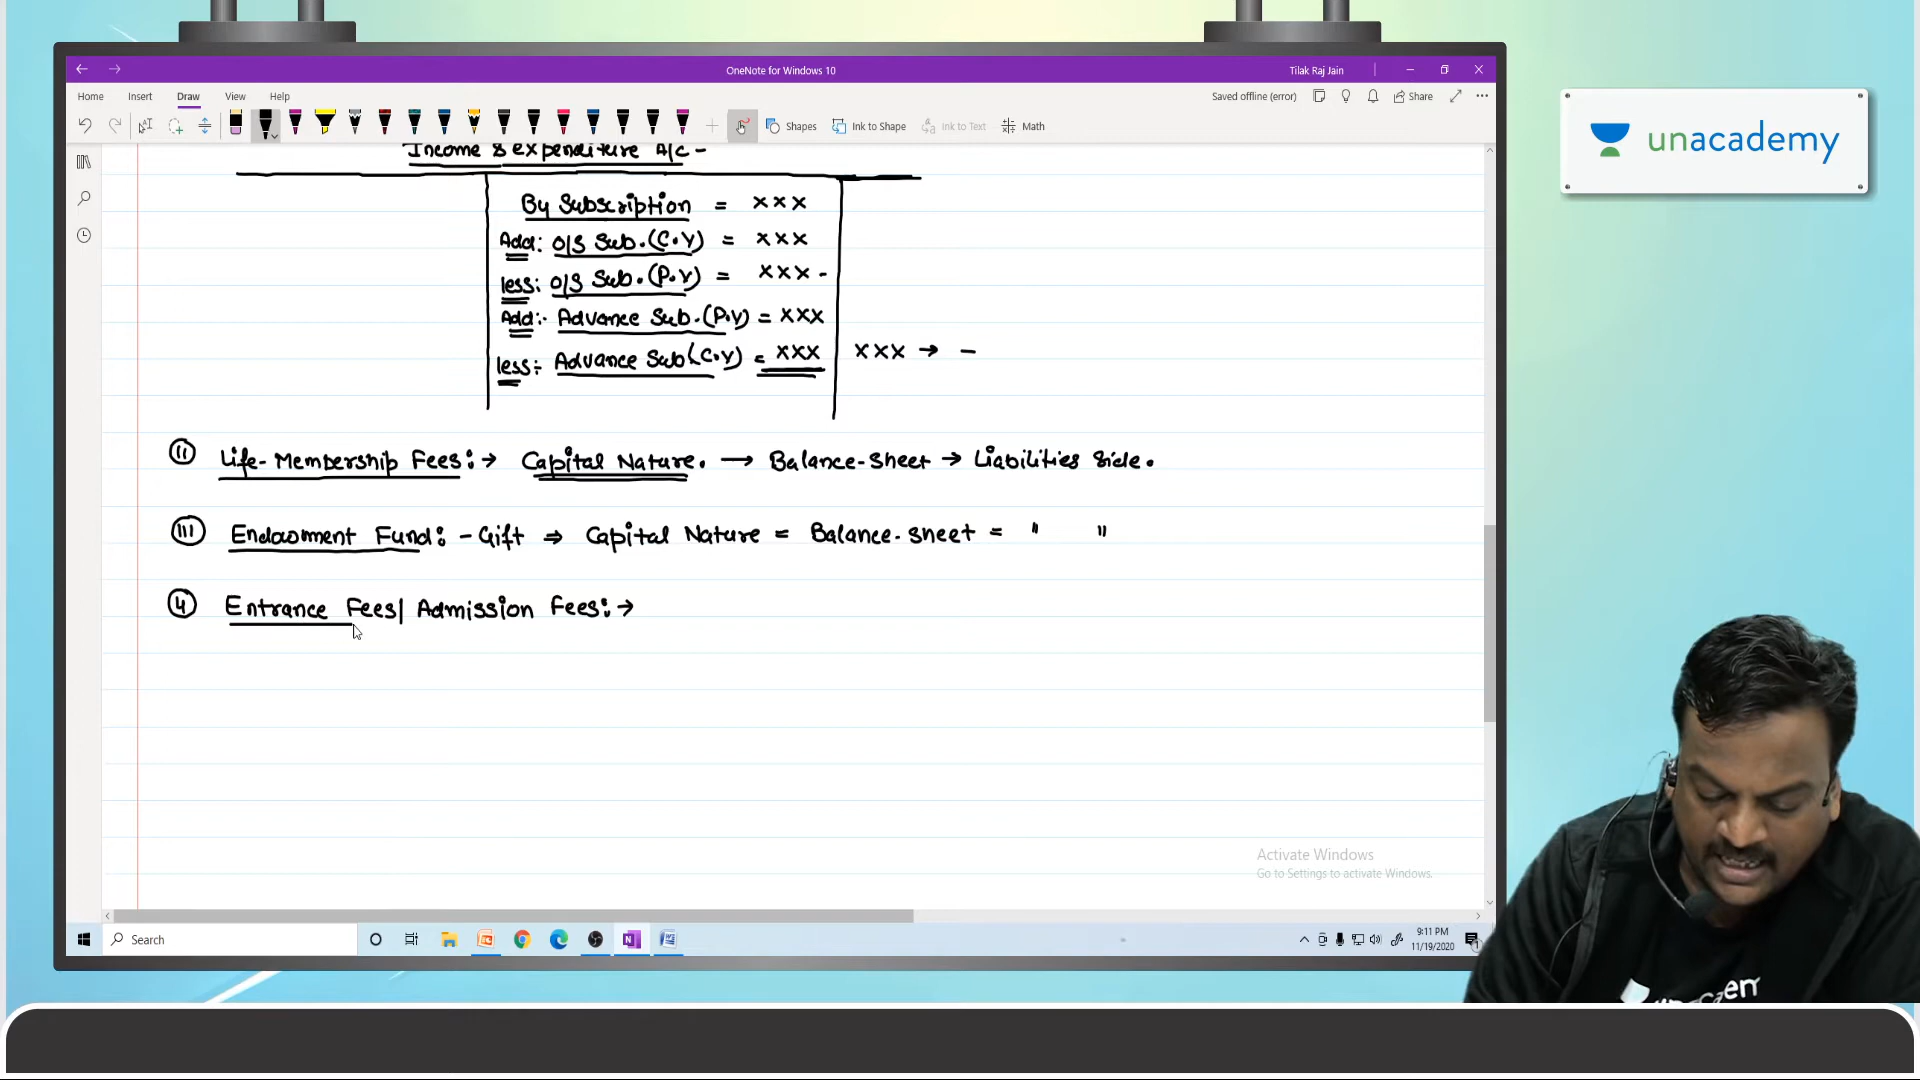 OneNote for Windows 10
Tilak Raj Jain
Home Insert Draw View Help
Saved offline (error) Share
Shapes Ink to Shape Ink to Text Math
unacademy
Income & expenditure A/c -
By Subscription = xxx
Add: O/S Sub. (C.Y) = xxx
less: O/S Sub. (P.Y) = xxx -
Add:- Advance Sub. (P.Y) = xxx
less:- Advance Sub (C.Y) = xxx xxx → -
(ii) Life-Membership Fees:→ Capital Nature. → Balance-Sheet → Liabilities Side.
(iii) Endowment Fund: - Gift ⇒ Capital Nature = Balance-sheet = " "
(4) Entrance Fees| Admission Fees:→
Activate Windows
Go to Settings to activate Windows.
Search
9:11 PM
11/19/2020